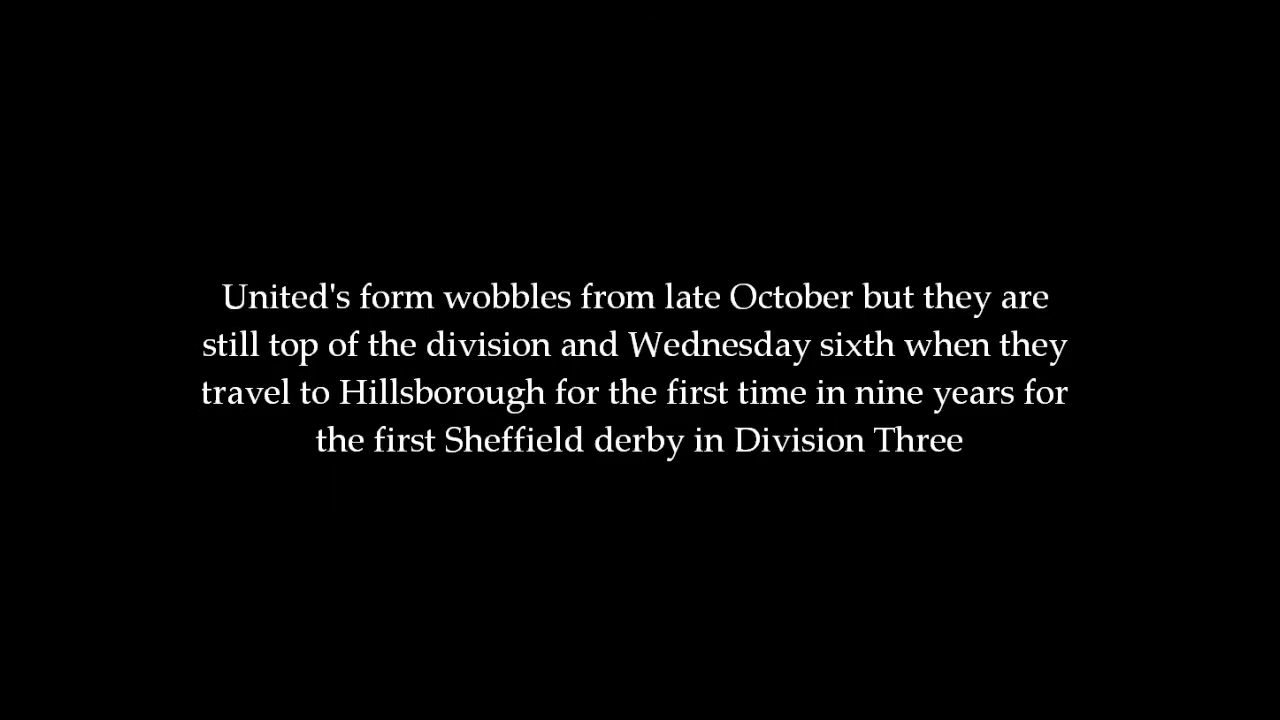 United's form wobbles from late October but they are
still top of the division and Wednesday sixth when they
travel to Hillsborough for the first time in nine years for
the first Sheffield derby in Division Three